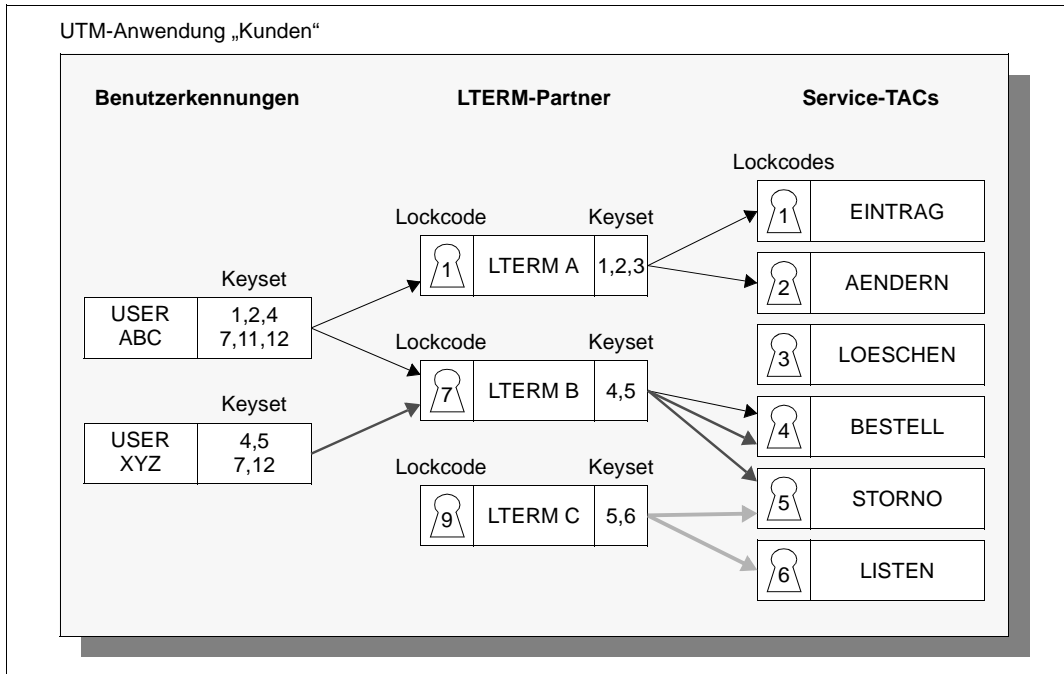 UTM-Anwendung „Kunden“
Benutzerkennungen
LTERM-Partner
Service-TACs
Lockcodes
1 EINTRAG
Lockcode Keyset
1 LTERM A 1,2,3
2 AENDERN
Keyset
USER 1,2,4
ABC 7,11,12
3 LOESCHEN
Lockcode Keyset
7 LTERM B 4,5
4 BESTELL
Keyset
USER 4,5
XYZ 7,12
Lockcode Keyset
9 LTERM C 5,6
5 STORNO
6 LISTEN